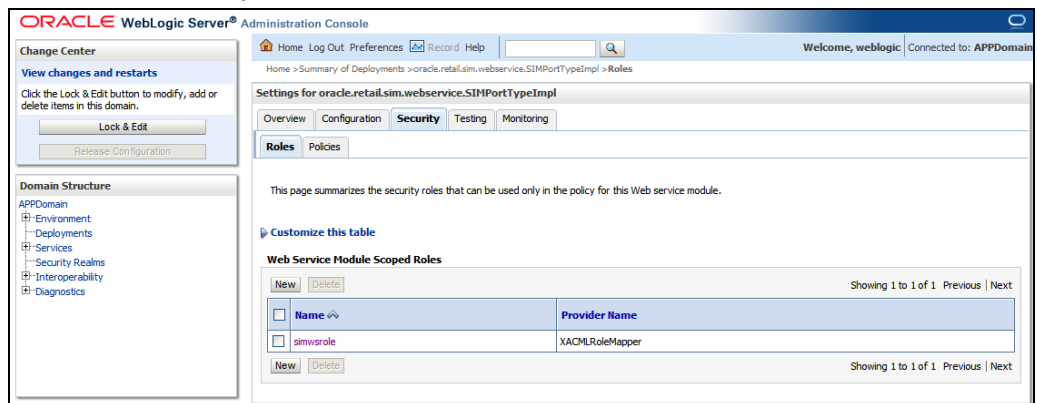 ORACLE WebLogic Server® Administration Console
Change Center
View changes and restarts
Click the Lock & Edit button to modify, add or
delete items in this domain.
Lock & Edit
Release Configuration
Domain Structure
APPDomain
Environment
Deployments
Services
Security Realms
Interoperability
Diagnostics
Home Log Out Preferences Record Help
Welcome, weblogic Connected to: APPDomain
Home >Summary of Deployments >oracle.retail.sim.webservice.SIMPortTypeImpl >Roles
Settings for oracle.retail.sim.webservice.SIMPortTypeImpl
Overview Configuration Security Testing Monitoring
Roles Policies
This page summarizes the security roles that can be used only in the policy for this Web service module.
Customize this table
Web Service Module Scoped Roles
New Delete Showing 1 to 1 of 1 Previous | Next
Name Provider Name
simwsrole XACMLRoleMapper
New Delete Showing 1 to 1 of 1 Previous | Next